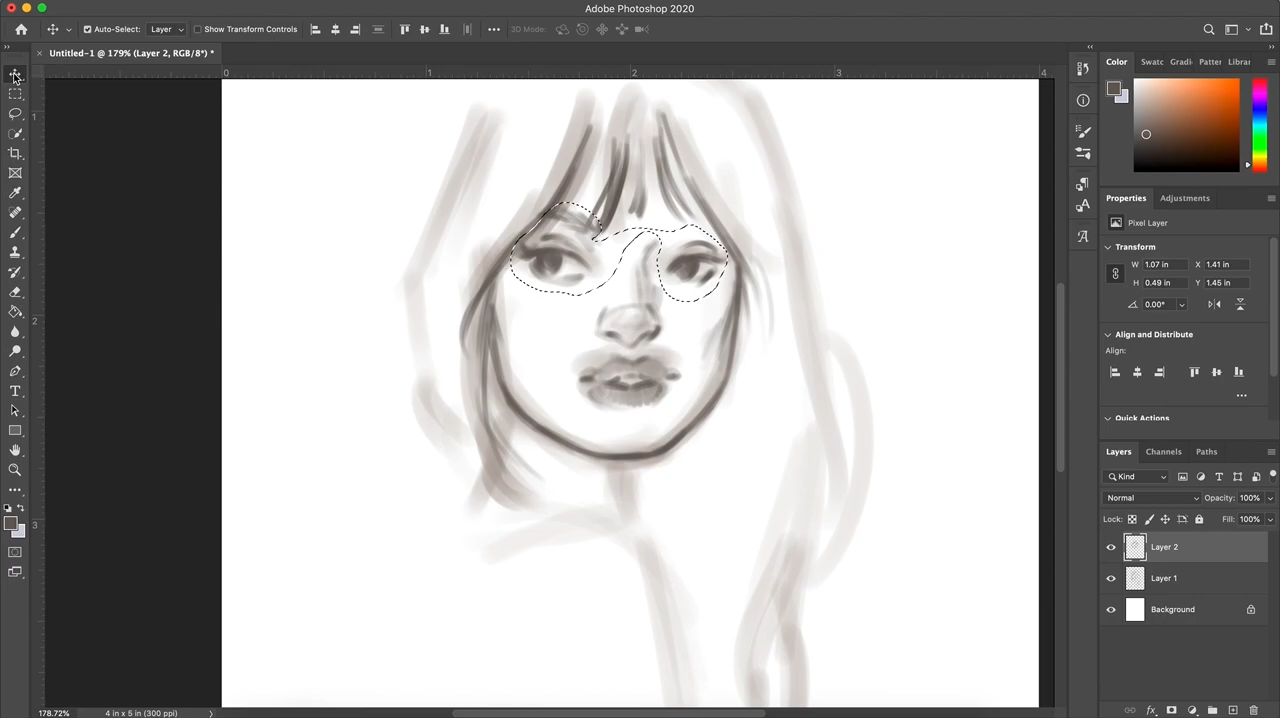 Adobe Photoshop 2020
Auto-Select: Layer Show Transform Controls 3D Mode:
Untitled-1 @ 179% (Layer 2, RGB/8*) *
0 1 2 3 4
1
2
3
Color Swatc Gradi Patter Librar
Properties Adjustments
Pixel Layer
Transform
W 1.07 in X 1.41 in
H 0.49 in Y 1.45 in
0.00°
Align and Distribute
Align:
Quick Actions
Layers Channels Paths
Kind
Normal Opacity: 100%
Lock: Fill: 100%
Layer 2
Layer 1
Background
178.72% 4 in x 5 in (300 ppi)